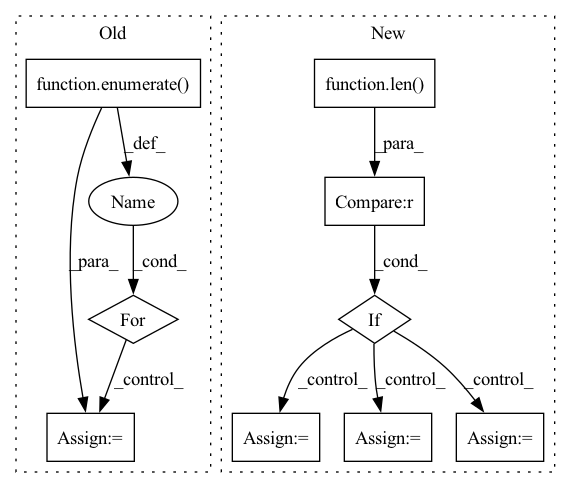 Old
New
function.enumerate()
function.len()
_def_
_para_
Name
Compare:r
_para_
_cond_
_cond_
For
If
_control_
_control_
_control_
_control_
Assign:=
Assign:=
Assign:=
Assign:=